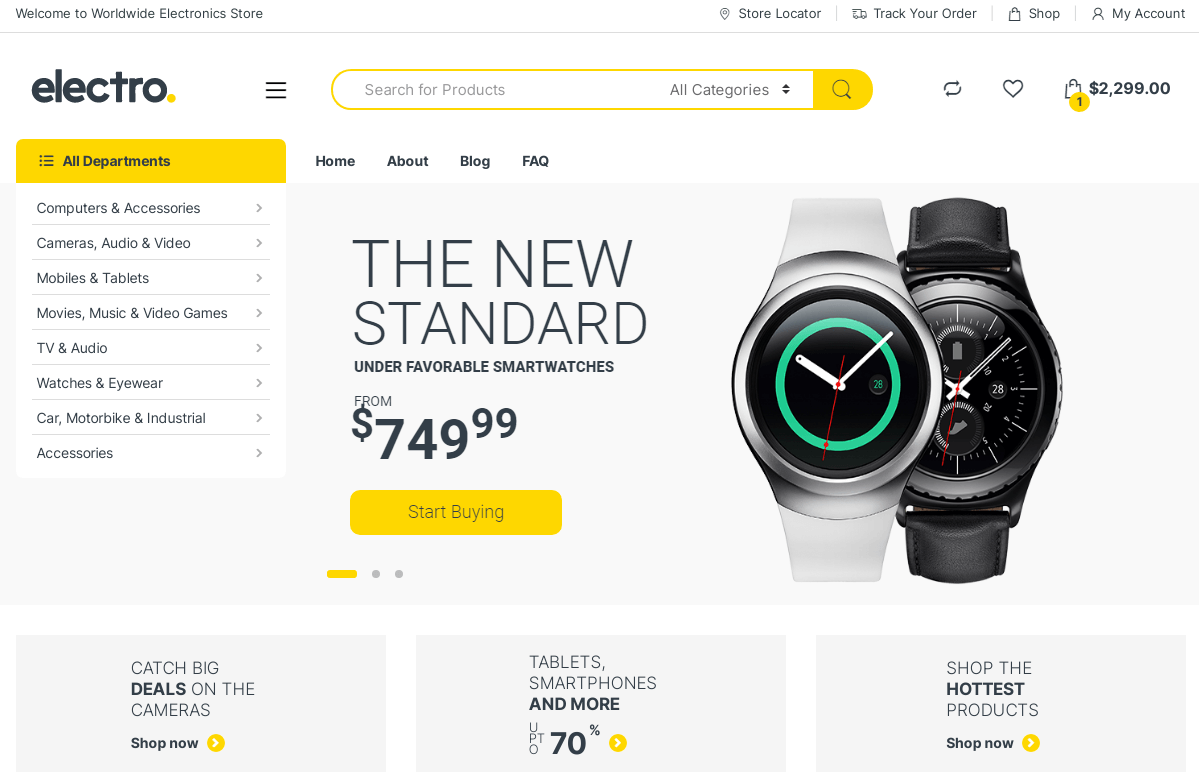 Welcome to Worldwide Electronics Store
Store Locator
Track Your Order
Shop
My Account
electro.
Search for Products
All Categories
1
$2,299.00
All Departments
Home
About
Blog
FAQ
Computers & Accessories
Cameras, Audio & Video
Mobiles & Tablets
Movies, Music & Video Games
TV & Audio
Watches & Eyewear
Car, Motorbike & Industrial
Accessories
THE NEW
STANDARD
UNDER FAVORABLE SMARTWATCHES
FROM
$74999
Start Buying
28
28
CATCH BIG
DEALS ON THE
CAMERAS
Shop now
TABLETS,
SMARTPHONES
AND MORE
UPTO
70%
SHOP THE
HOTTEST
PRODUCTS
Shop now